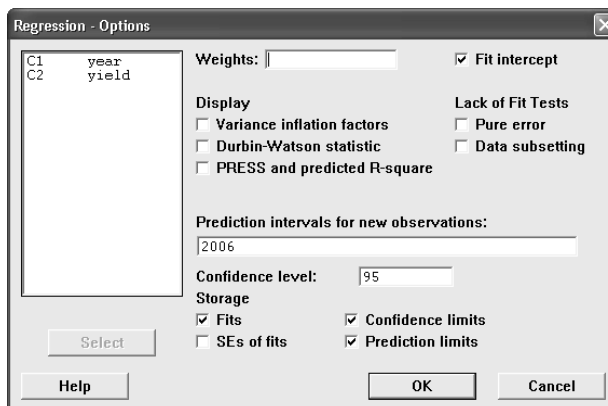 Regression - Options
C1 year
C2 yield
Weights:
Fit intercept
Display
Lack of Fit Tests
Variance inflation factors
Pure error
Durbin-Watson statistic
Data subsetting
PRESS and predicted R-square
Prediction intervals for new observations:
2006
Confidence level: 95
Storage
Fits
Confidence limits
Select
SEs of fits
Prediction limits
Help
OK
Cancel